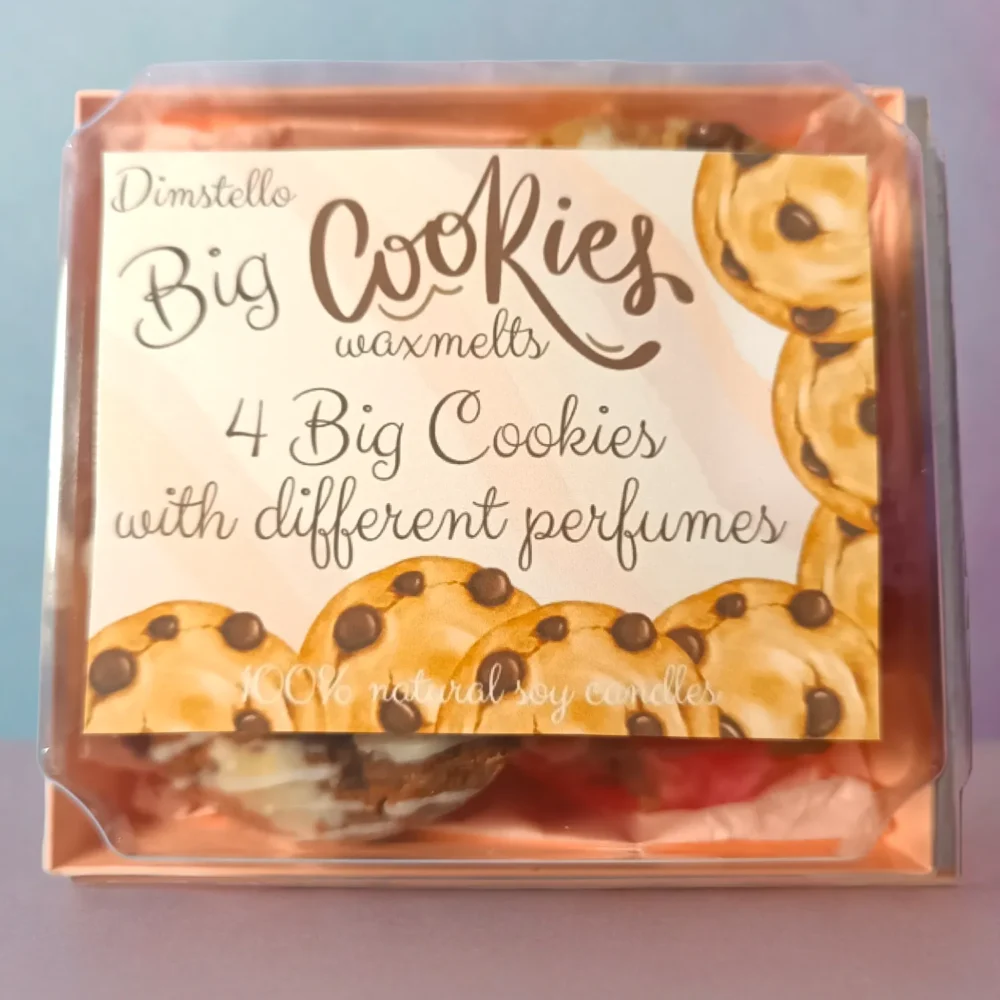 Dimstello
Big Cookies
waxmelts
4 Big Cookies
with different perfumes
100% natural soy candles